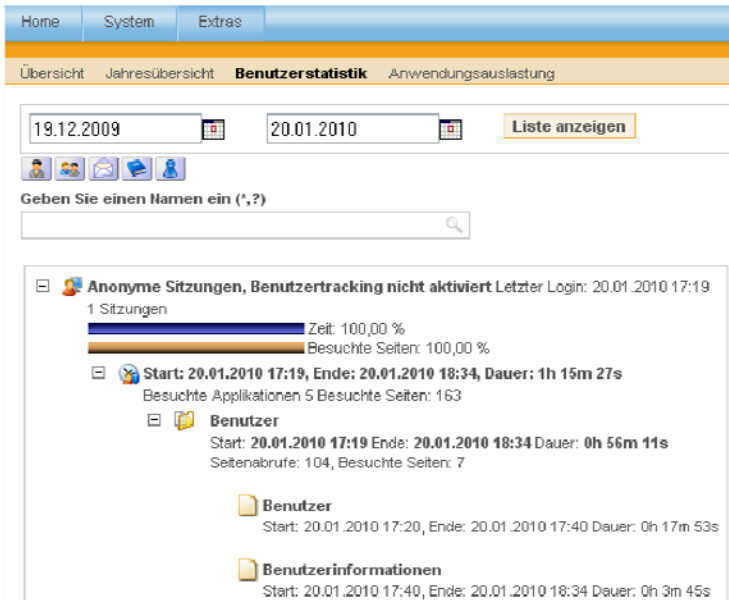 Home System Extras
Übersicht Jahresübersicht Benutzerstatistik Anwendungsauslastung
19.12.2009 20.01.2010 Liste anzeigen
Geben Sie einen Namen ein (*,?)
Anonyme Sitzungen, Benutzertracking nicht aktiviert Letzter Login: 20.01.2010 17:19
1 Sitzungen
Zeit: 100,00 %
Besuchte Seiten: 100,00 %
Start: 20.01.2010 17:19, Ende: 20.01.2010 18:34, Dauer: 1h 15m 27s
Besuchte Applikationen 5 Besuchte Seiten: 163
Benutzer
Start: 20.01.2010 17:19 Ende: 20.01.2010 18:34 Dauer: 0h 56m 11s
Seitenabrufe: 104, Besuchte Seiten: 7
Benutzer
Start: 20.01.2010 17:20, Ende: 20.01.2010 17:40 Dauer: 0h 17m 53s
Benutzerinformationen
Start: 20.01.2010 17:40, Ende: 20.01.2010 18:34 Dauer: 0h 3m 45s